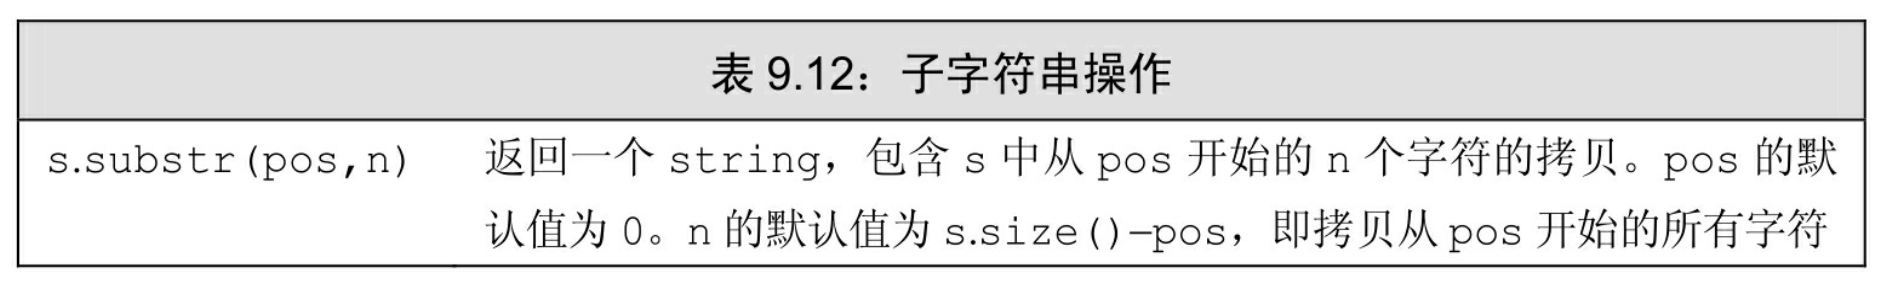 表 9.12：子字符串操作
s.substr(pos,n) 返回一个 string，包含 s 中从 pos 开始的 n 个字符的拷贝。pos 的默
认值为 0。n 的默认值为 s.size()–pos，即拷贝从 pos 开始的所有字符